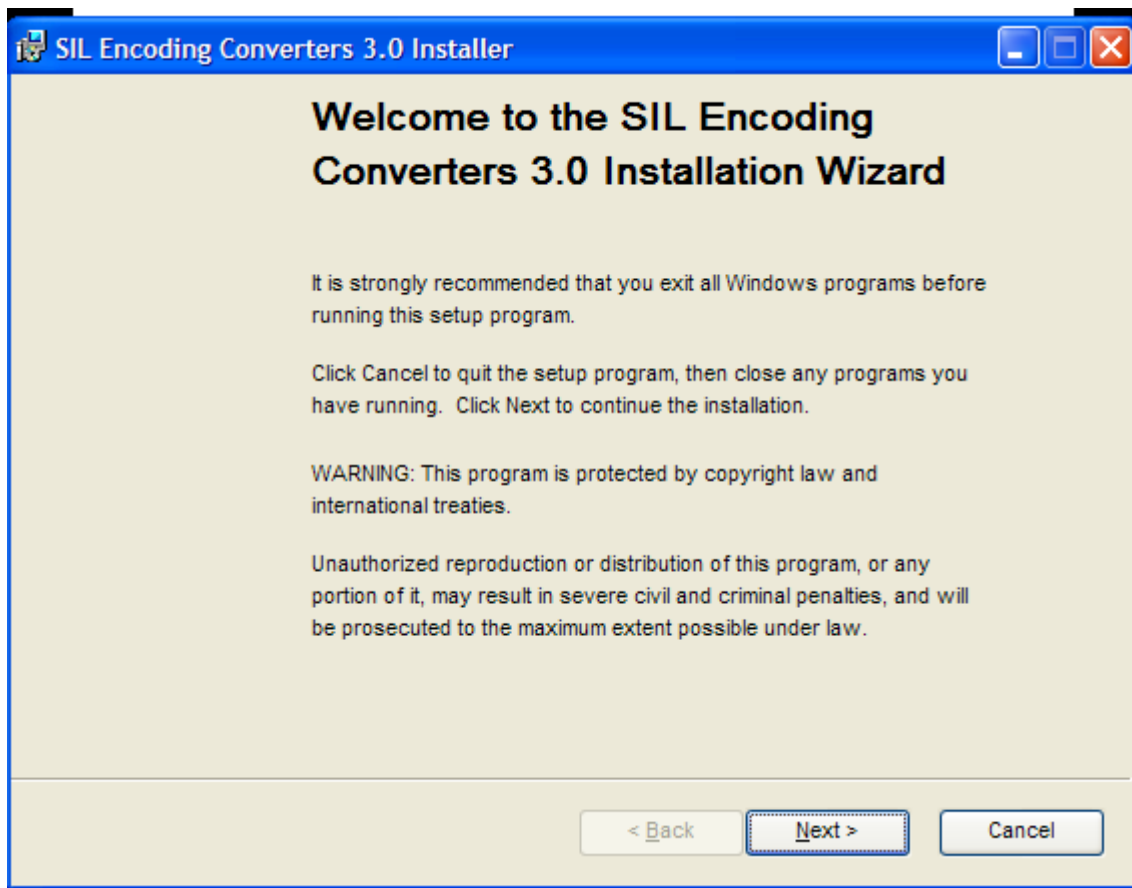 SIL Encoding Converters 3.0 Installer
Welcome to the SIL Encoding
Converters 3.0 Installation Wizard
It is strongly recommended that you exit all Windows programs before
running this setup program.
Click Cancel to quit the setup program, then close any programs you
have running.  Click Next to continue the installation.
WARNING: This program is protected by copyright law and
international treaties.
Unauthorized reproduction or distribution of this program, or any
portion of it, may result in severe civil and criminal penalties, and will
be prosecuted to the maximum extent possible under law.
< Back Next > Cancel